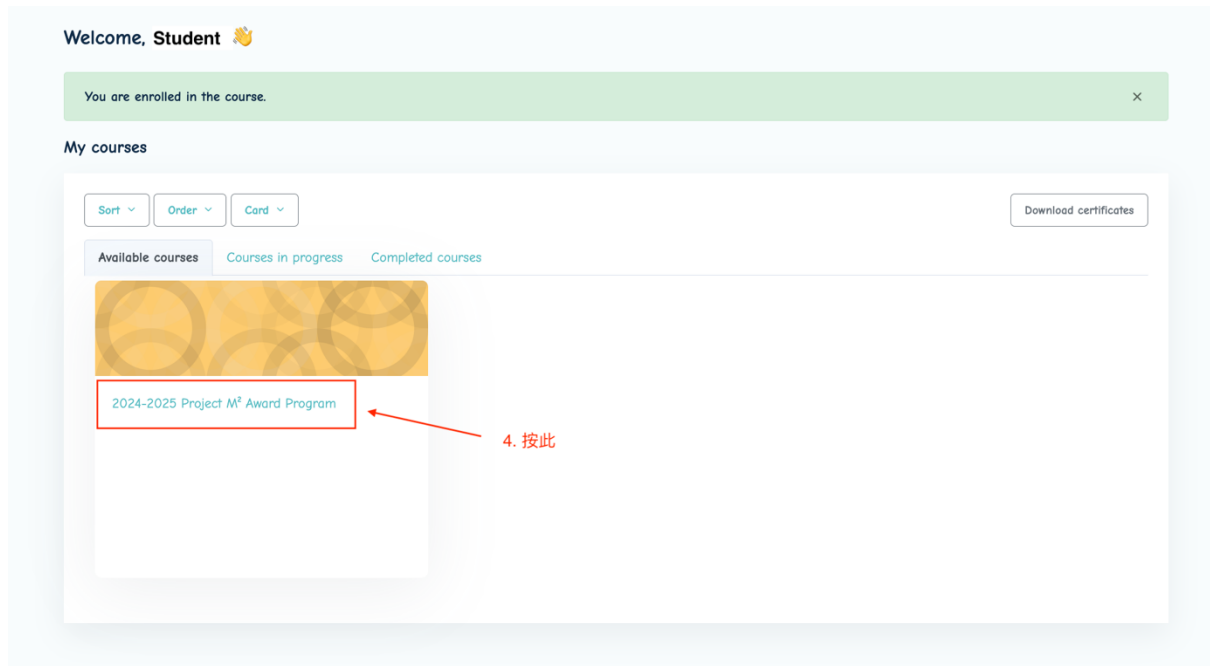 Welcome, Student 👋
You are enrolled in the course.
My courses
Sort Order Card Download certificates
Available courses Courses in progress Completed courses
2024-2025 Project M² Award Program
4. 按此